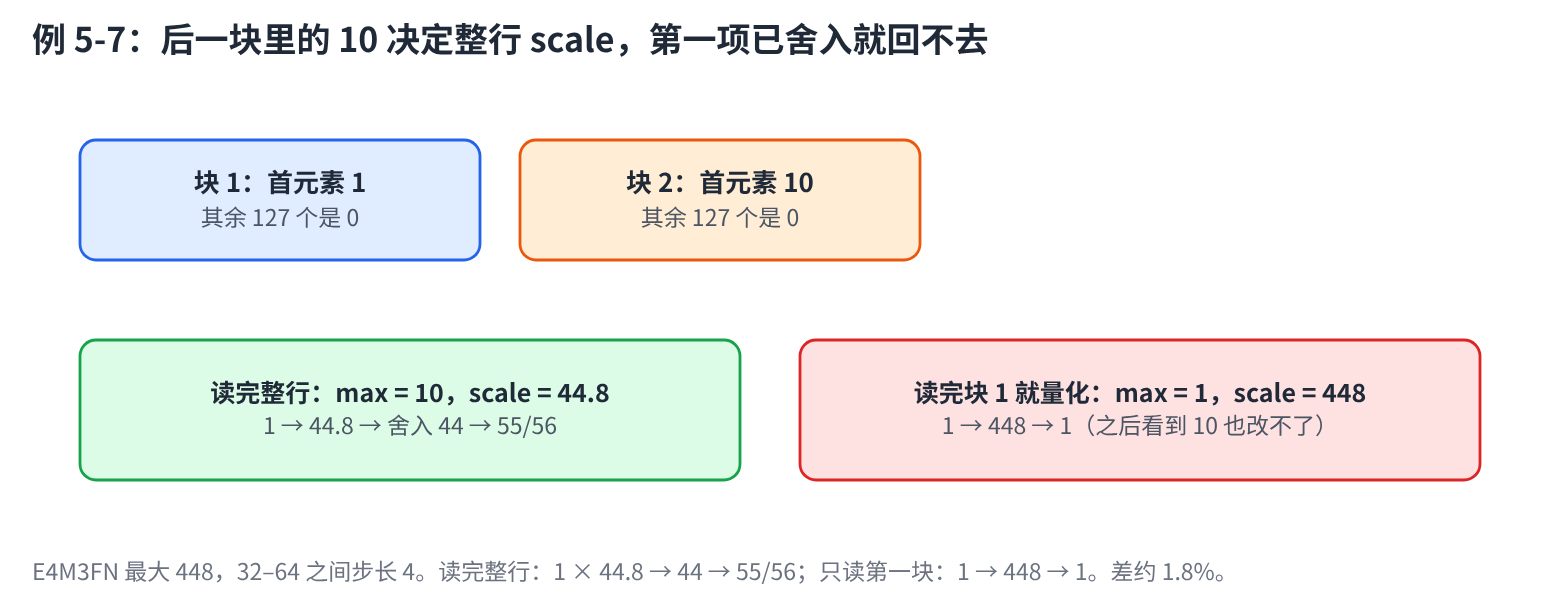 例 5-7：后一块里的 10 决定整行 scale，第一项已舍入就回不去
块 1：首元素 1
其余 127 个是 0
块 2：首元素 10
其余 127 个是 0
读完整行：max = 10，scale = 44.8
1 → 44.8 → 舍入 44 → 55/56
读完块 1 就量化：max = 1，scale = 448
1 → 448 → 1（之后看到 10 也改不了）
E4M3FN 最大 448，32–64 之间步长 4。读完整行：1 × 44.8 → 44 → 55/56；只读第一块：1 → 448 → 1。差约 1.8%。